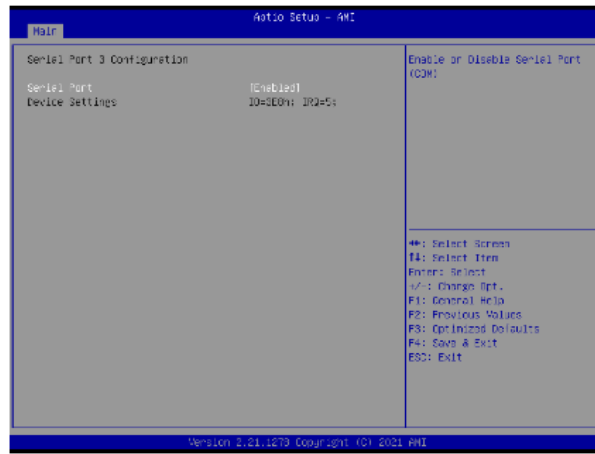 Aptio Setup - AMI
Main
Serial Port 3 Configuration
Serial Port [Enabled]
Device Settings IO=3E8h; IRQ=5;
Enable or Disable Serial Port
(COM)
: Select Screen
↑↓: Select Item
Enter: Select
+/-: Change Opt.
F1: General Help
F2: Previous Values
F3: Optimized Defaults
F4: Save & Exit
ESC: Exit
Version 2.21.1278 Copyright (C) 2021 AMI